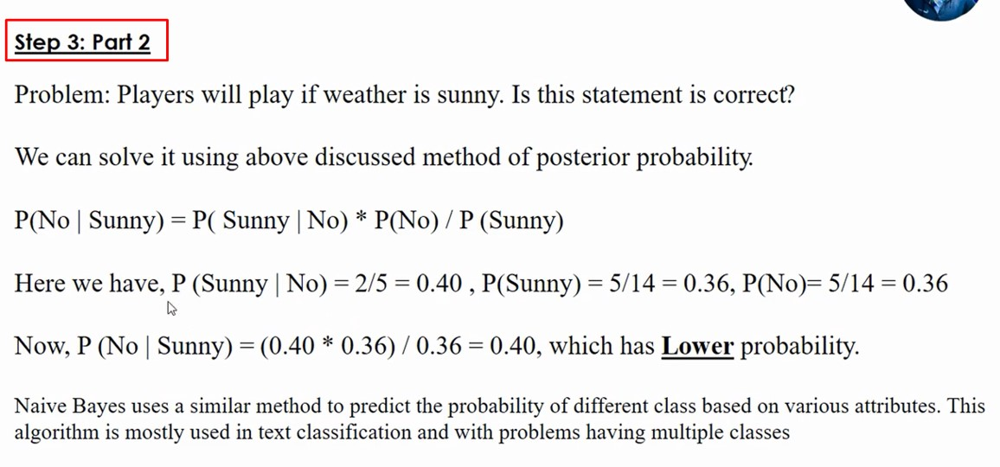 Step 3: Part 2
Problem: Players will play if weather is sunny. Is this statement is correct?
We can solve it using above discussed method of posterior probability.
P(No | Sunny) = P( Sunny | No) * P(No) / P (Sunny)
Here we have, P (Sunny | No) = 2/5 = 0.40 , P(Sunny) = 5/14 = 0.36, P(No)= 5/14 = 0.36
Now, P (No | Sunny) = (0.40 * 0.36) / 0.36 = 0.40, which has Lower probability.
Naive Bayes uses a similar method to predict the probability of different class based on various attributes. This
algorithm is mostly used in text classification and with problems having multiple classes